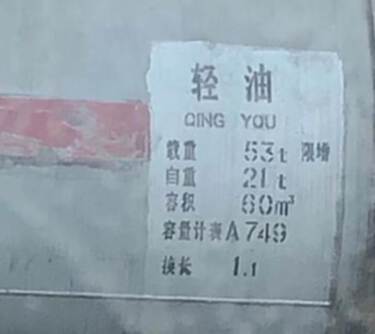 轻油
QING YOU
载重 53t 限增
自重 21t
容积 60m³
容量计表A749
换长 1.1